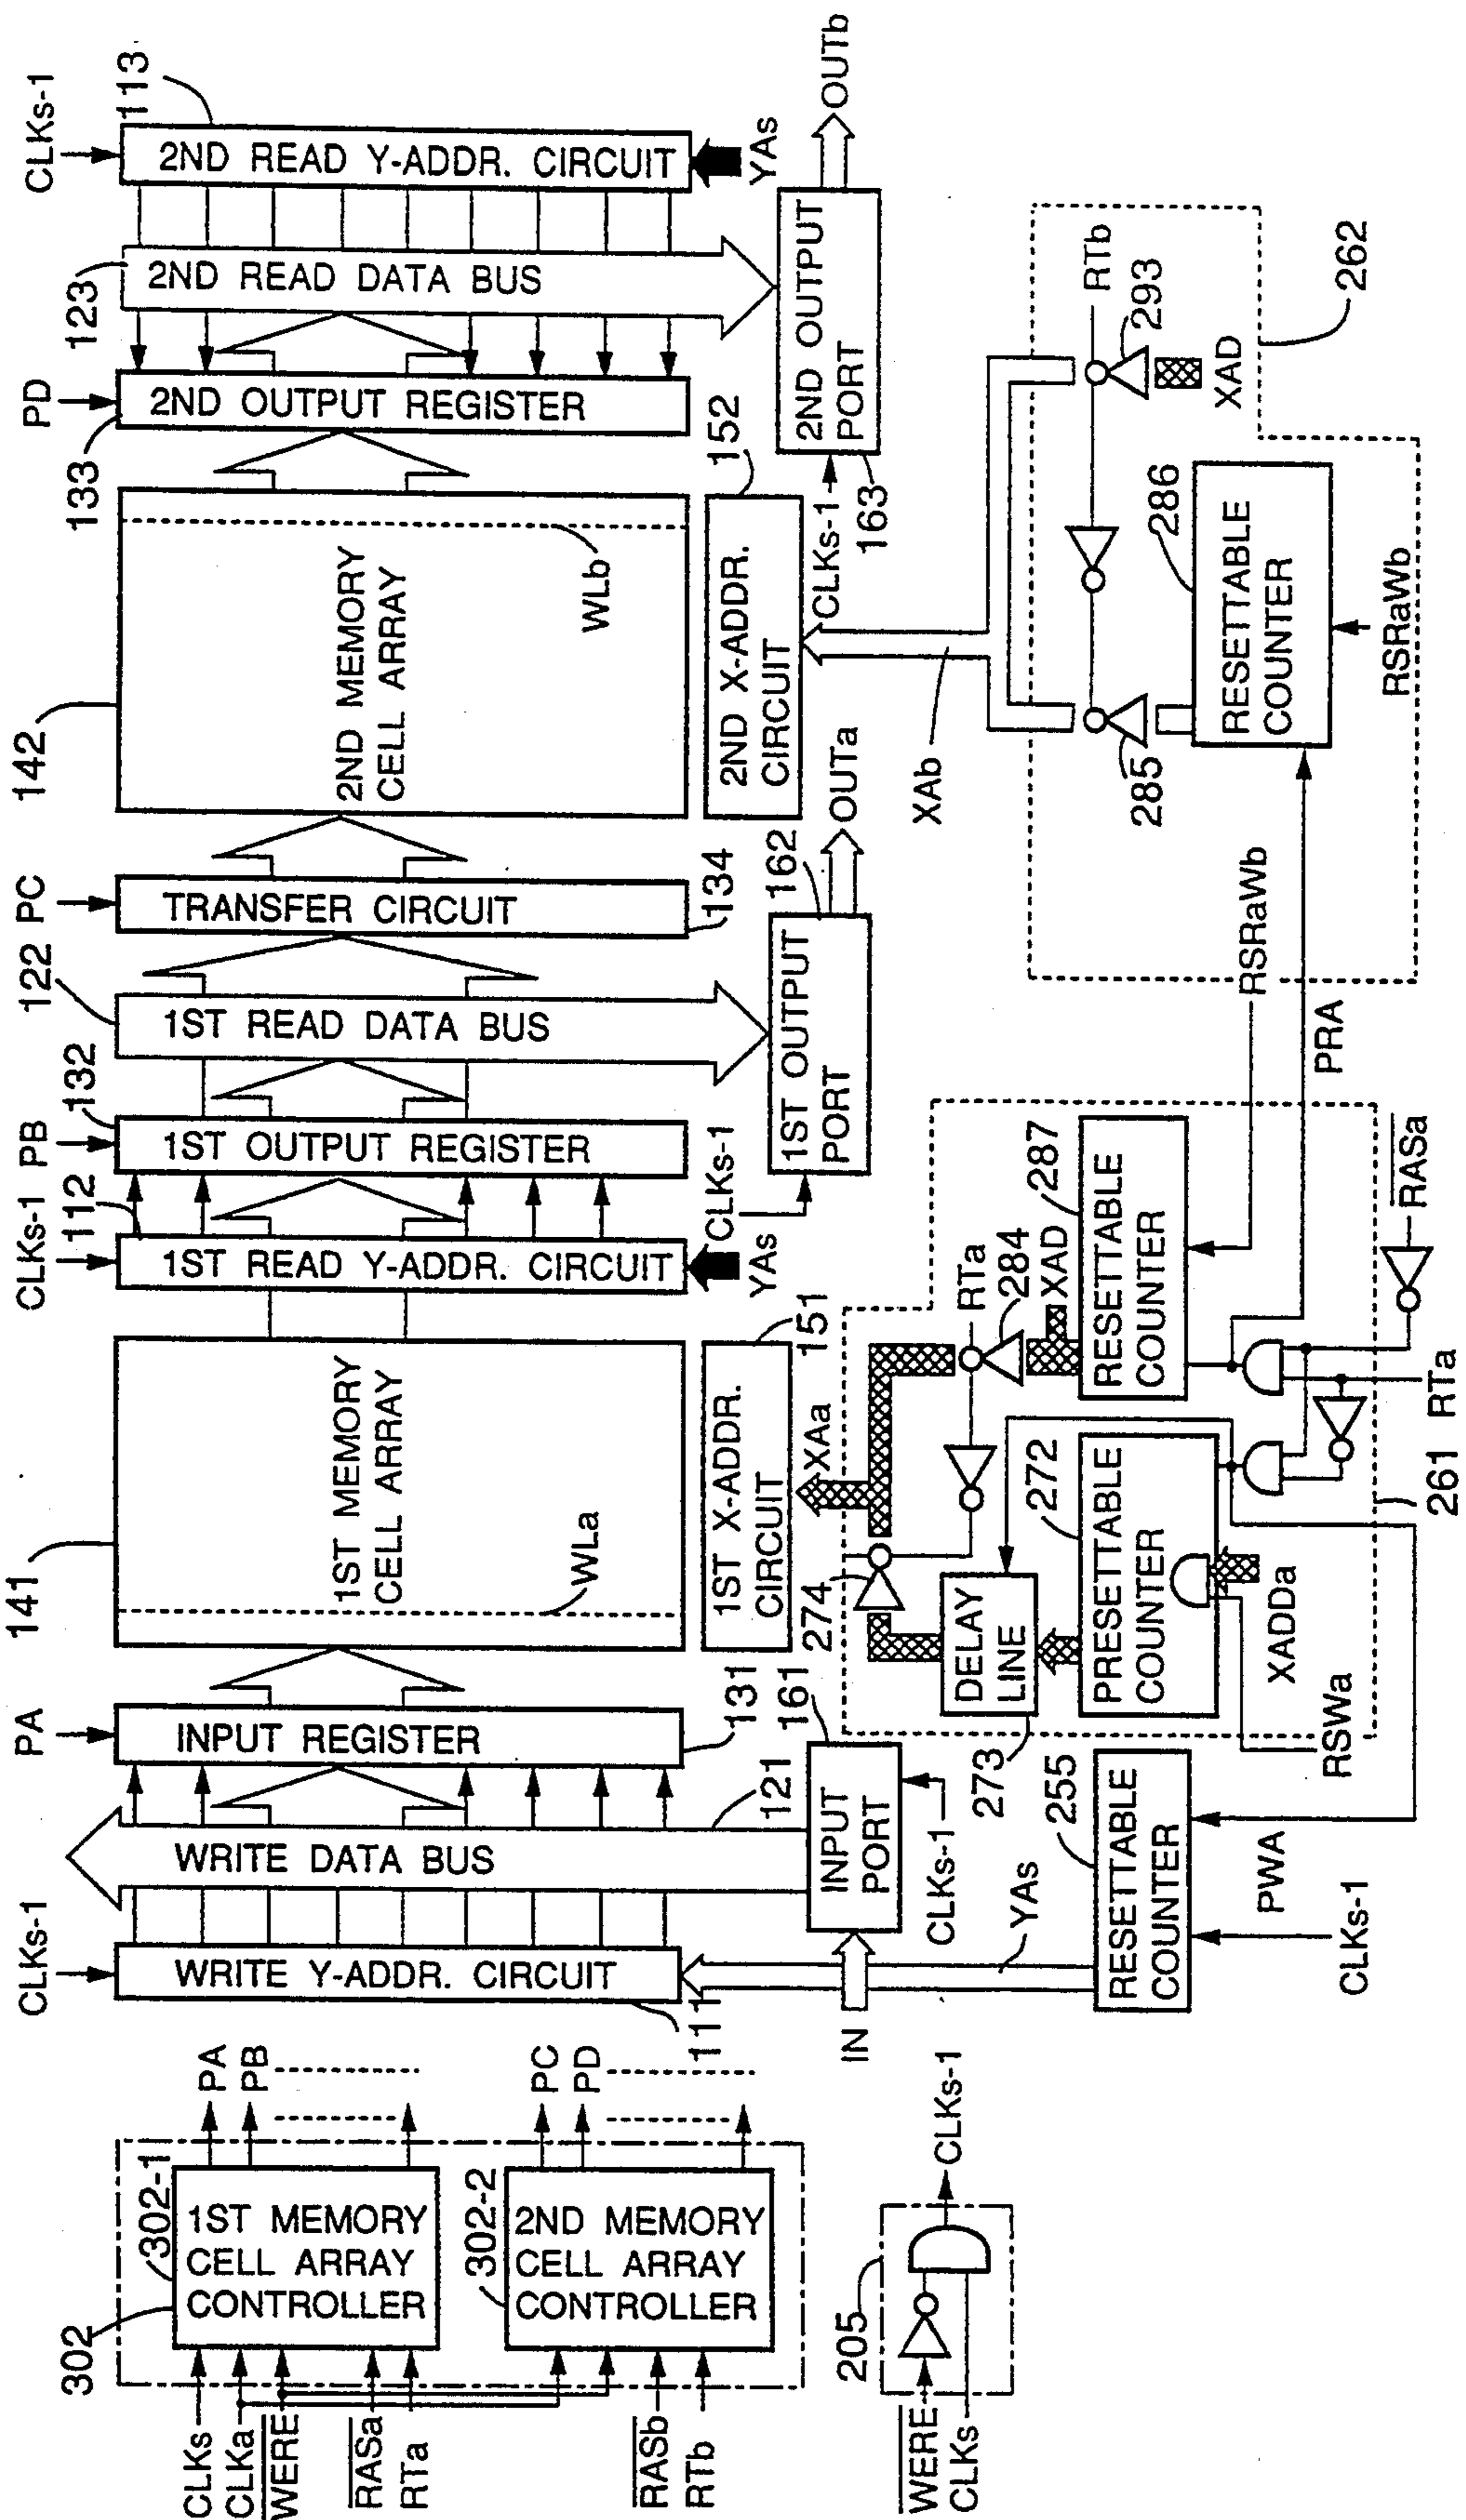 302
302-1
1ST MEMORY
CELL ARRAY
CONTROLLER
302-2
2ND MEMORY
CELL ARRAY
CONTROLLER
CLKs
CLKa
WERE
RASa
RTa
RASb
RTb
PA
PB
PC
PD
205
WERE
CLKs
CLKs-1
CLKs-1
WRITE Y-ADDR. CIRCUIT
111
WRITE DATA BUS
121
PA
INPUT REGISTER
131
IN
INPUT
PORT
161
CLKs-1
YAs
RESETTABLE
COUNTER
255
PWA
CLKs-1
141
1ST MEMORY
CELL ARRAY
WLa
1ST X-ADDR.
CIRCUIT
151
XAa
274
DELAY
LINE
273
PRESETTABLE
COUNTER
272
XADDa
RSWa
RTa
284
XAD
RESETTABLE
COUNTER
287
RASa
RTa
261
CLKs-1
112
1ST READ Y-ADDR. CIRCUIT
YAs
CLKs-1
PB
132
1ST OUTPUT REGISTER
122
1ST READ DATA BUS
1ST OUTPUT
PORT
162
OUTa
PC
TRANSFER CIRCUIT
134
RSRaWb
PRA
142
2ND MEMORY
CELL ARRAY
WLb
2ND X-ADDR.
CIRCUIT
152
XAb
285
RESETTABLE
COUNTER
286
RSRaWb
RTb
293
XAD
262
PD
133
2ND OUTPUT REGISTER
123
2ND READ DATA BUS
CLKs-1
113
2ND READ Y-ADDR. CIRCUIT
YAs
2ND OUTPUT
PORT
163
CLKs-1
OUTb